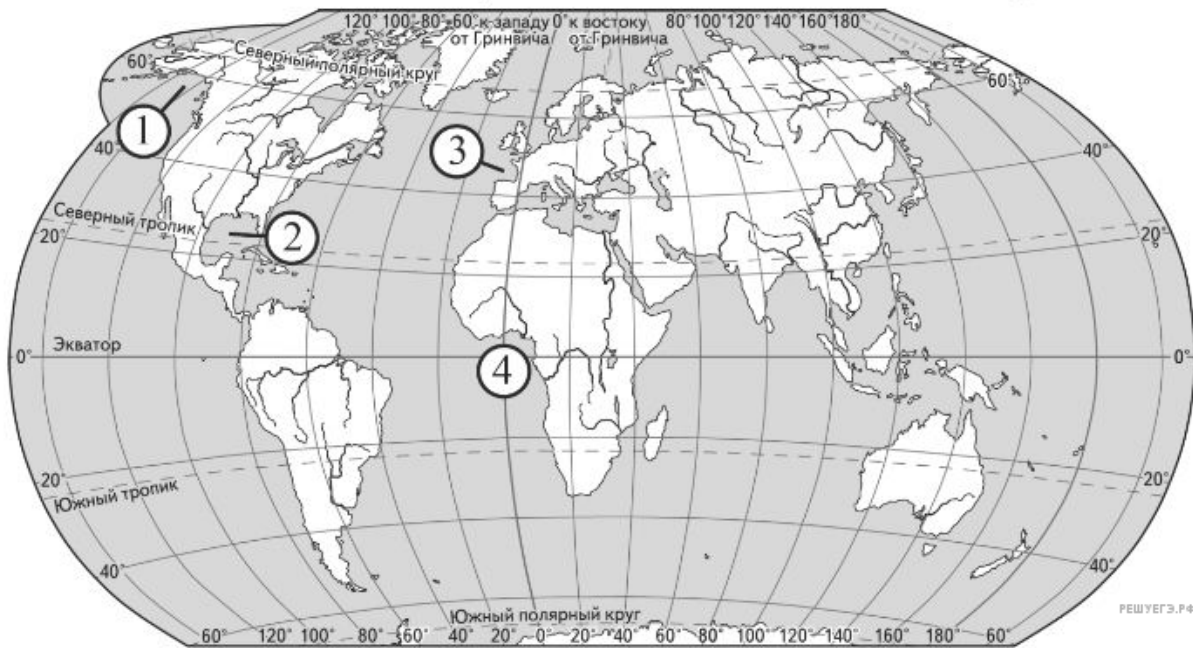 120° 100° 80° 60° к западу 0° к востоку 80° 100° 120° 140° 160° 180°
от Гринвича от Гринвича
60° Северный полярный круг 60°
1
3
40° 40°
Северный тропик
2
20° 20°
Экватор
0° 0°
4
20° 20°
Южный тропик
40° 40°
РЕШУЕГЭ.РФ
Южный полярный круг
60° 120° 100° 80° 60° 40° 20° 0° 20° 40° 60° 80° 100° 120° 140° 160° 180° 60°